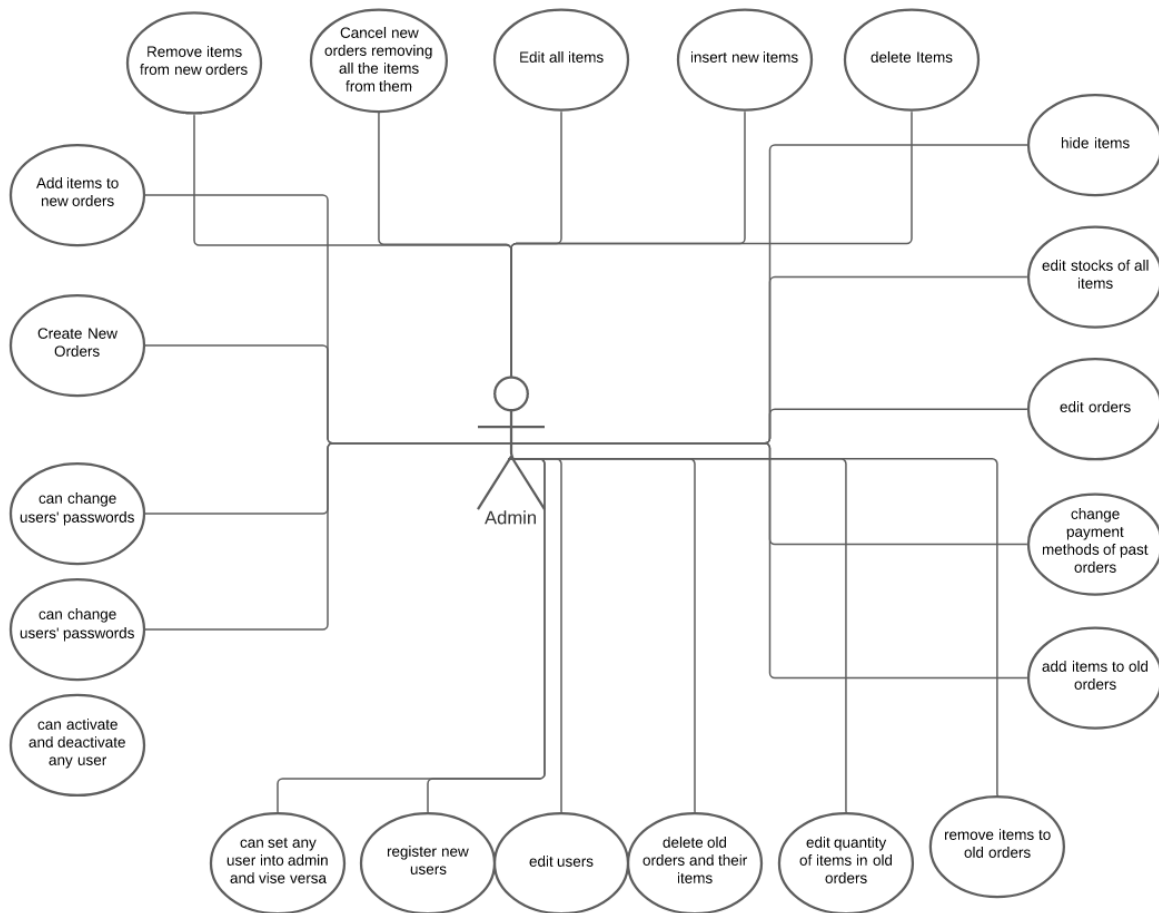 Remove items
from new orders
Cancel new
orders removing
all the items
from them
Edit all items
insert new items
delete Items
hide items
Add items to
new orders
edit stocks of all
items
Create New
Orders
edit orders
can change
users' passwords
Admin
change
payment
methods of past
orders
can change
users' passwords
add items to old
orders
can activate
and deactivate
any user
can set any
user into admin
and vise versa
register new
users
edit users
delete old
orders and their
items
edit quantity
of items in old
orders
remove items to
old orders